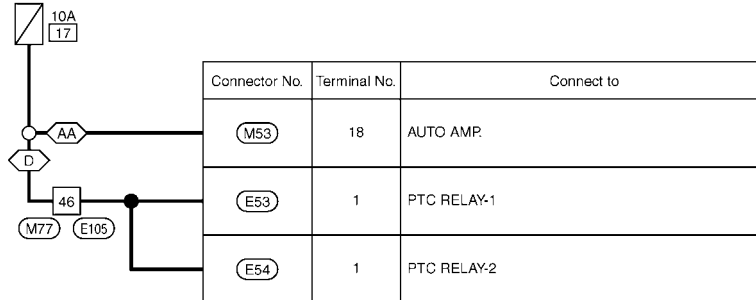 10A
17
Connector No. Terminal No. Connect to
AA M53 18 AUTO AMP.
D
46 E53 1 PTC RELAY-1
M77 E105
E54 1 PTC RELAY-2